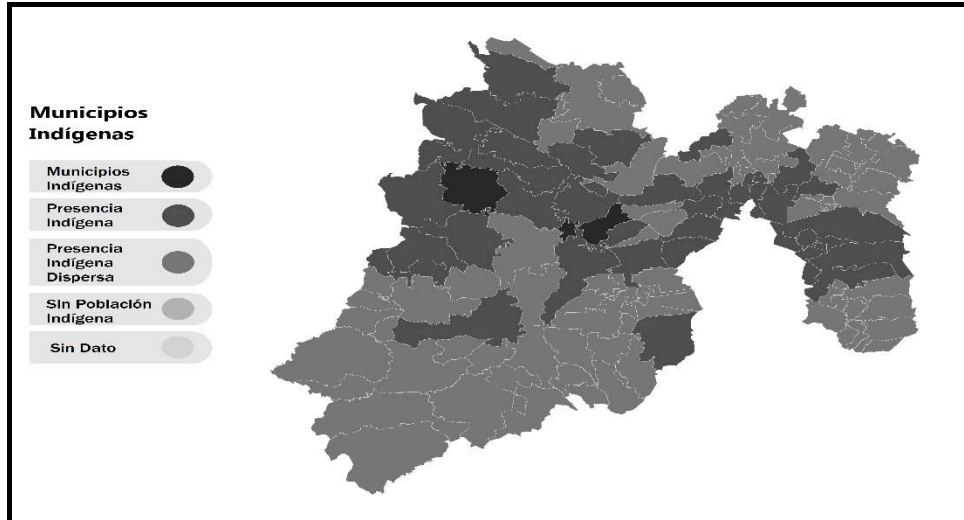 Municipios
Indígenas
Municipios
Indígenas
Presencia
Indígena
Presencia
Indígena
Dispersa
Sin Población
Indígena
Sin Dato